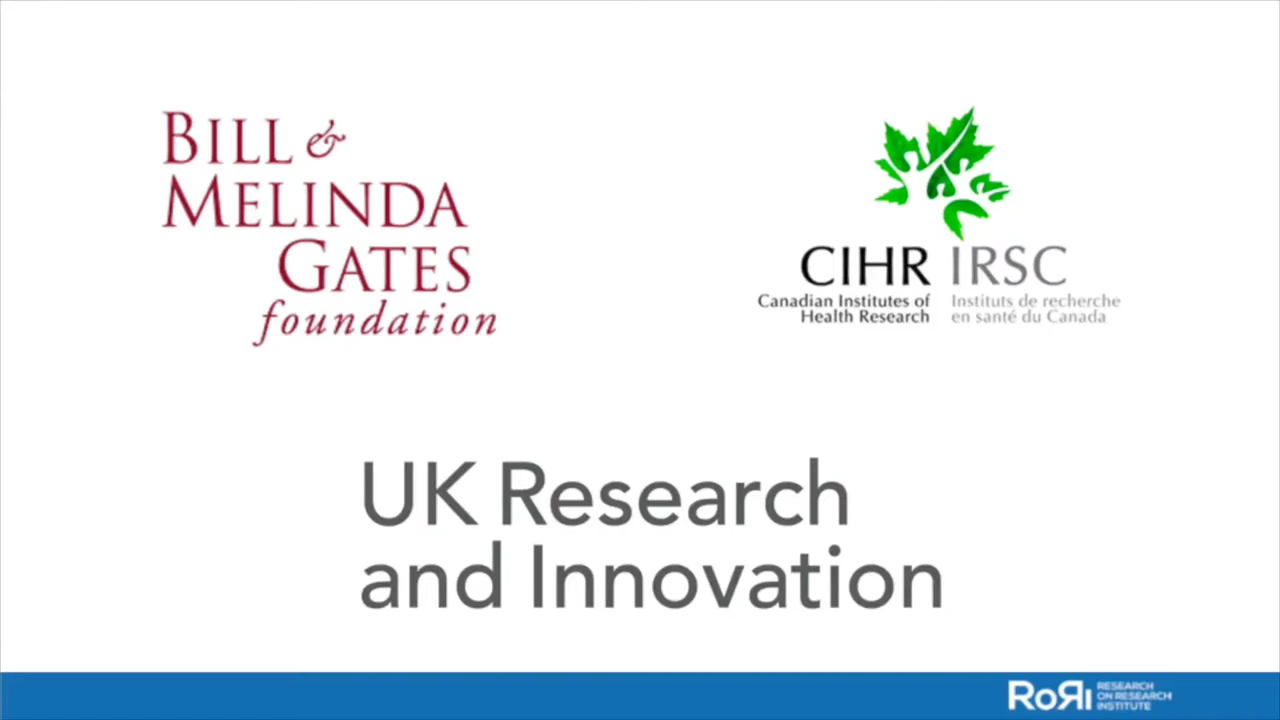 BILL &
MELINDA
GATES
foundation
CIHR IRSC
Canadian Institutes of
Health Research
Instituts de recherche
en santé du Canada
UK Research
and Innovation
RoRi
RESEARCH
ON RESEARCH
INSTITUTE